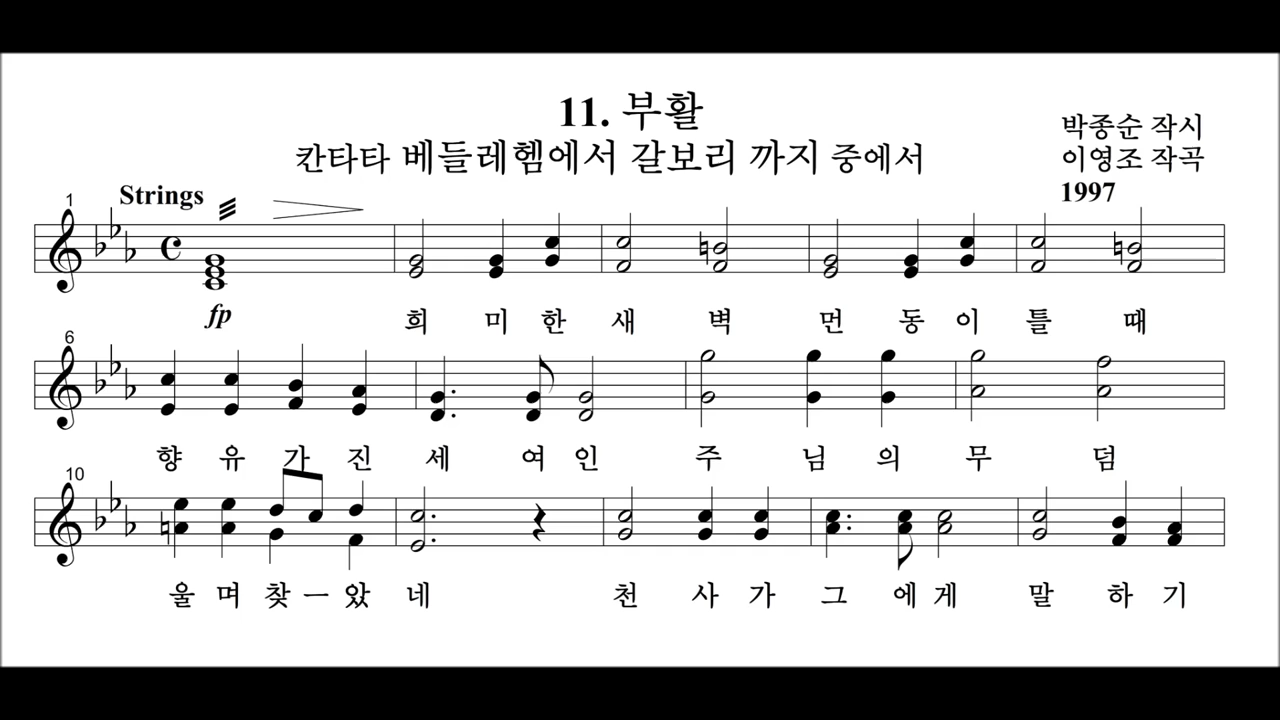 11. 부활
칸타타 베들레헴에서 갈보리 까지 중에서
박종순 작시
이영조 작곡
1997
Strings
1
fp
희 미 한 새 벽 먼 동 이 틀 때
6
향 유 가 진 세 여 인 주 님 의 무 덤
10
울 며 찾 ㅡ 았 네 천 사 가 그 에 게 말 하 기